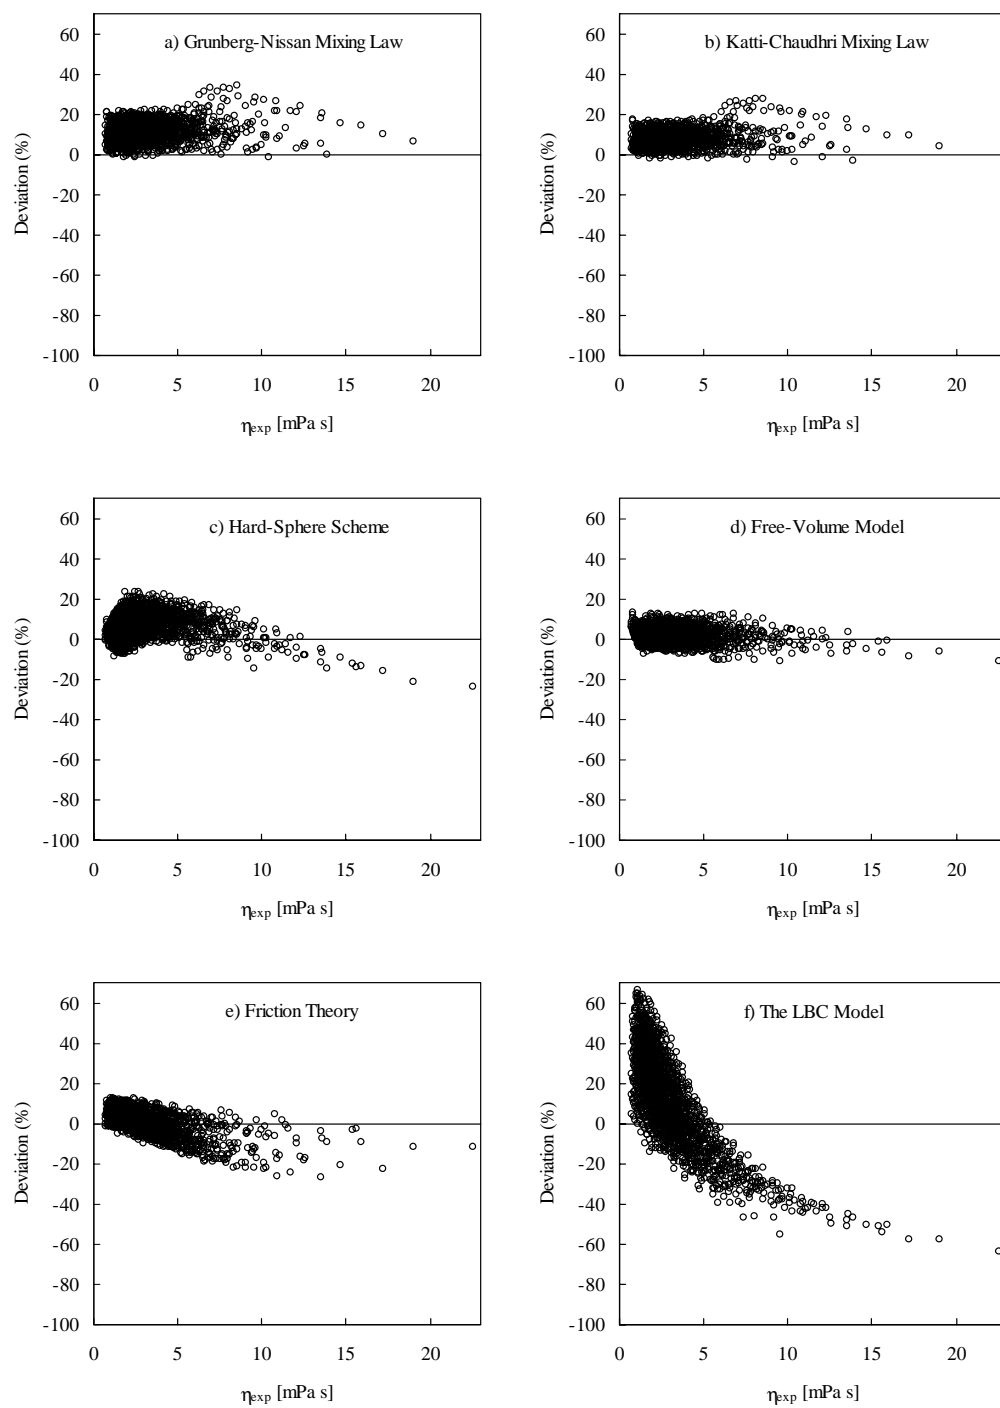 a) Grunberg-Nissan Mixing Law
60
40
20
0
-20
-40
-60
-80
-100
Deviation (%)
0 5 10 15 20
ηexp [mPa s]
b) Katti-Chaudhri Mixing Law
60
40
20
0
-20
-40
-60
-80
-100
Deviation (%)
0 5 10 15 20
ηexp [mPa s]
c) Hard-Sphere Scheme
60
40
20
0
-20
-40
-60
-80
-100
Deviation (%)
0 5 10 15 20
ηexp [mPa s]
d) Free-Volume Model
60
40
20
0
-20
-40
-60
-80
-100
Deviation (%)
0 5 10 15 20
ηexp [mPa s]
e) Friction Theory
60
40
20
0
-20
-40
-60
-80
-100
Deviation (%)
0 5 10 15 20
ηexp [mPa s]
f) The LBC Model
60
40
20
0
-20
-40
-60
-80
-100
Deviation (%)
0 5 10 15 20
ηexp [mPa s]